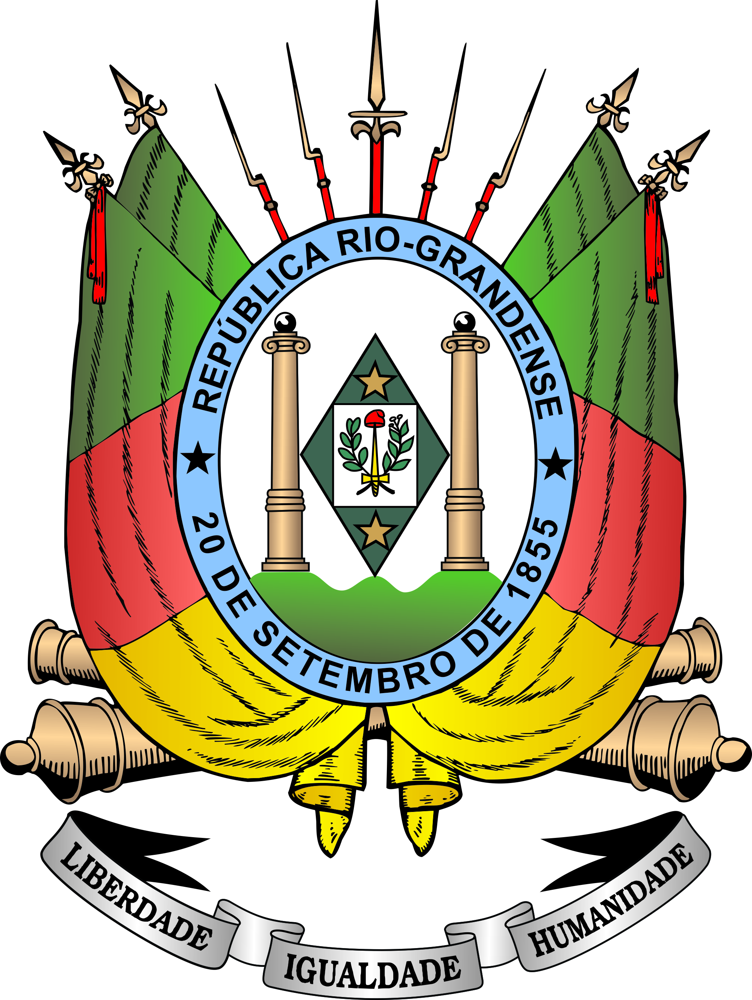 REPÚBLICA RIO-GRANDENSE
20 DE SETEMBRO DE 1855
LIBERDADE
IGUALDADE
HUMANIDADE